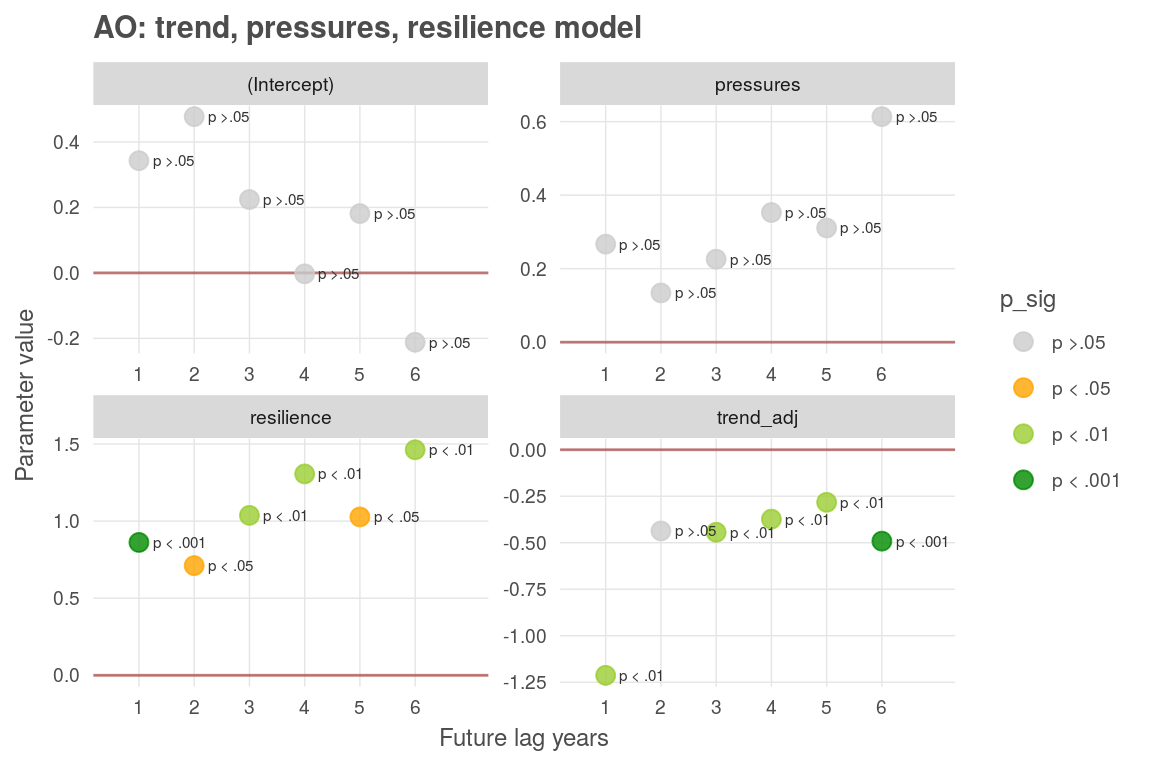 AO: trend, pressures, resilience model
(Intercept)
pressures
0.4
0.2
0.0
-0.2
p >.05
p >.05
p >.05
p >.05
p >.05
p >.05
1 2 3 4 5 6
0.6
0.4
0.2
0.0
p >.05
p >.05
p >.05
p >.05
p >.05
p >.05
1 2 3 4 5 6
resilience
trend_adj
1.5
1.0
0.5
0.0
p < .001
p < .05
p < .01
p < .01
p < .05
p < .01
1 2 3 4 5 6
0.00
-0.25
-0.50
-0.75
-1.00
-1.25
p < .01
p >.05
p < .01
p < .01
p < .01
p < .001
1 2 3 4 5 6
Parameter value
Future lag years
p_sig
p >.05
p < .05
p < .01
p < .001